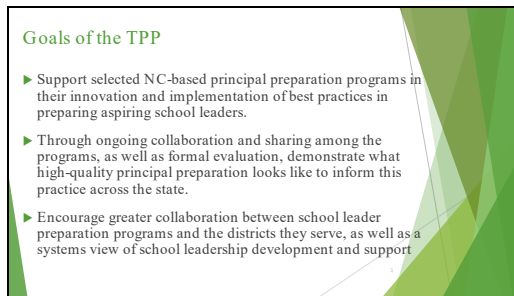 Goals of the TPP
Support selected NC-based principal preparation programs in
their innovation and implementation of best practices in
preparing aspiring school leaders.
Through ongoing collaboration and sharing among the
programs, as well as formal evaluation, demonstrate what
high-quality principal preparation looks like to inform this
practice across the state.
Encourage greater collaboration between school leader
preparation programs and the districts they serve, as well as a
systems view of school leadership development and support